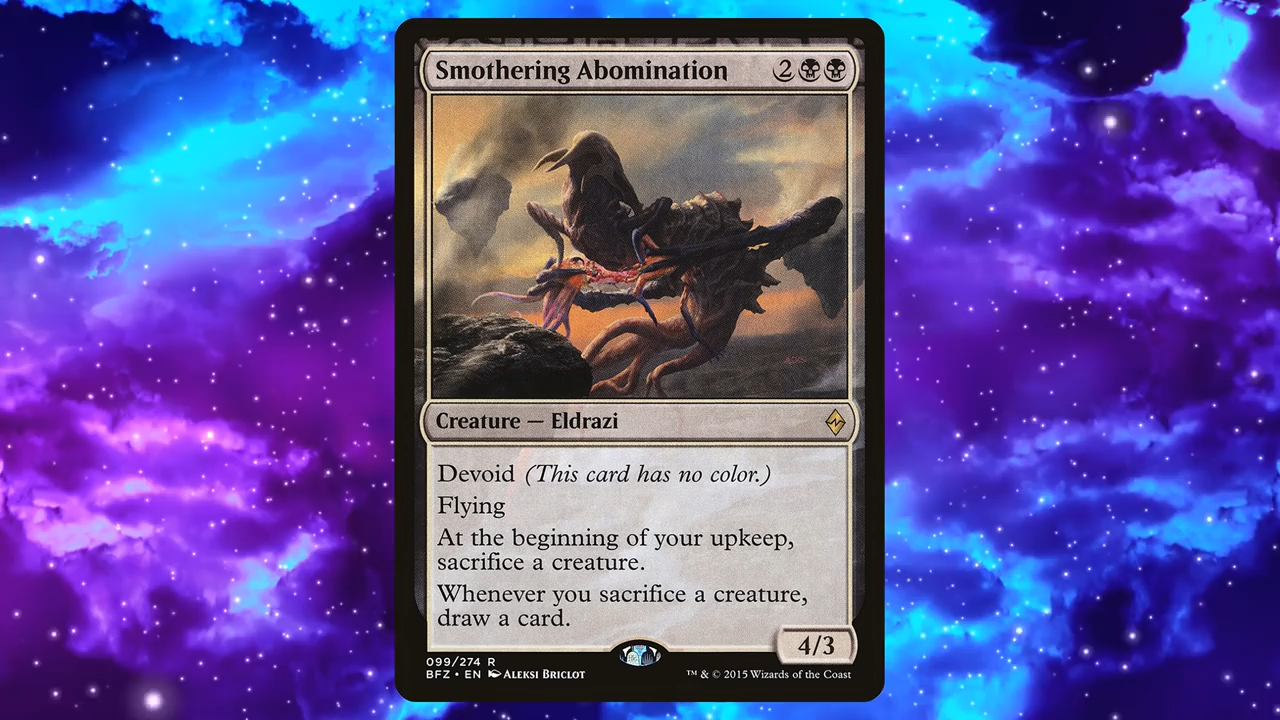 Smothering Abomination 2
Creature — Eldrazi
Devoid (This card has no color.)
Flying
At the beginning of your upkeep,
sacrifice a creature.
Whenever you sacrifice a creature,
draw a card.
4/3
099/274 R
BFZ • EN Aleksi Briclot
™ & © 2015 Wizards of the Coast